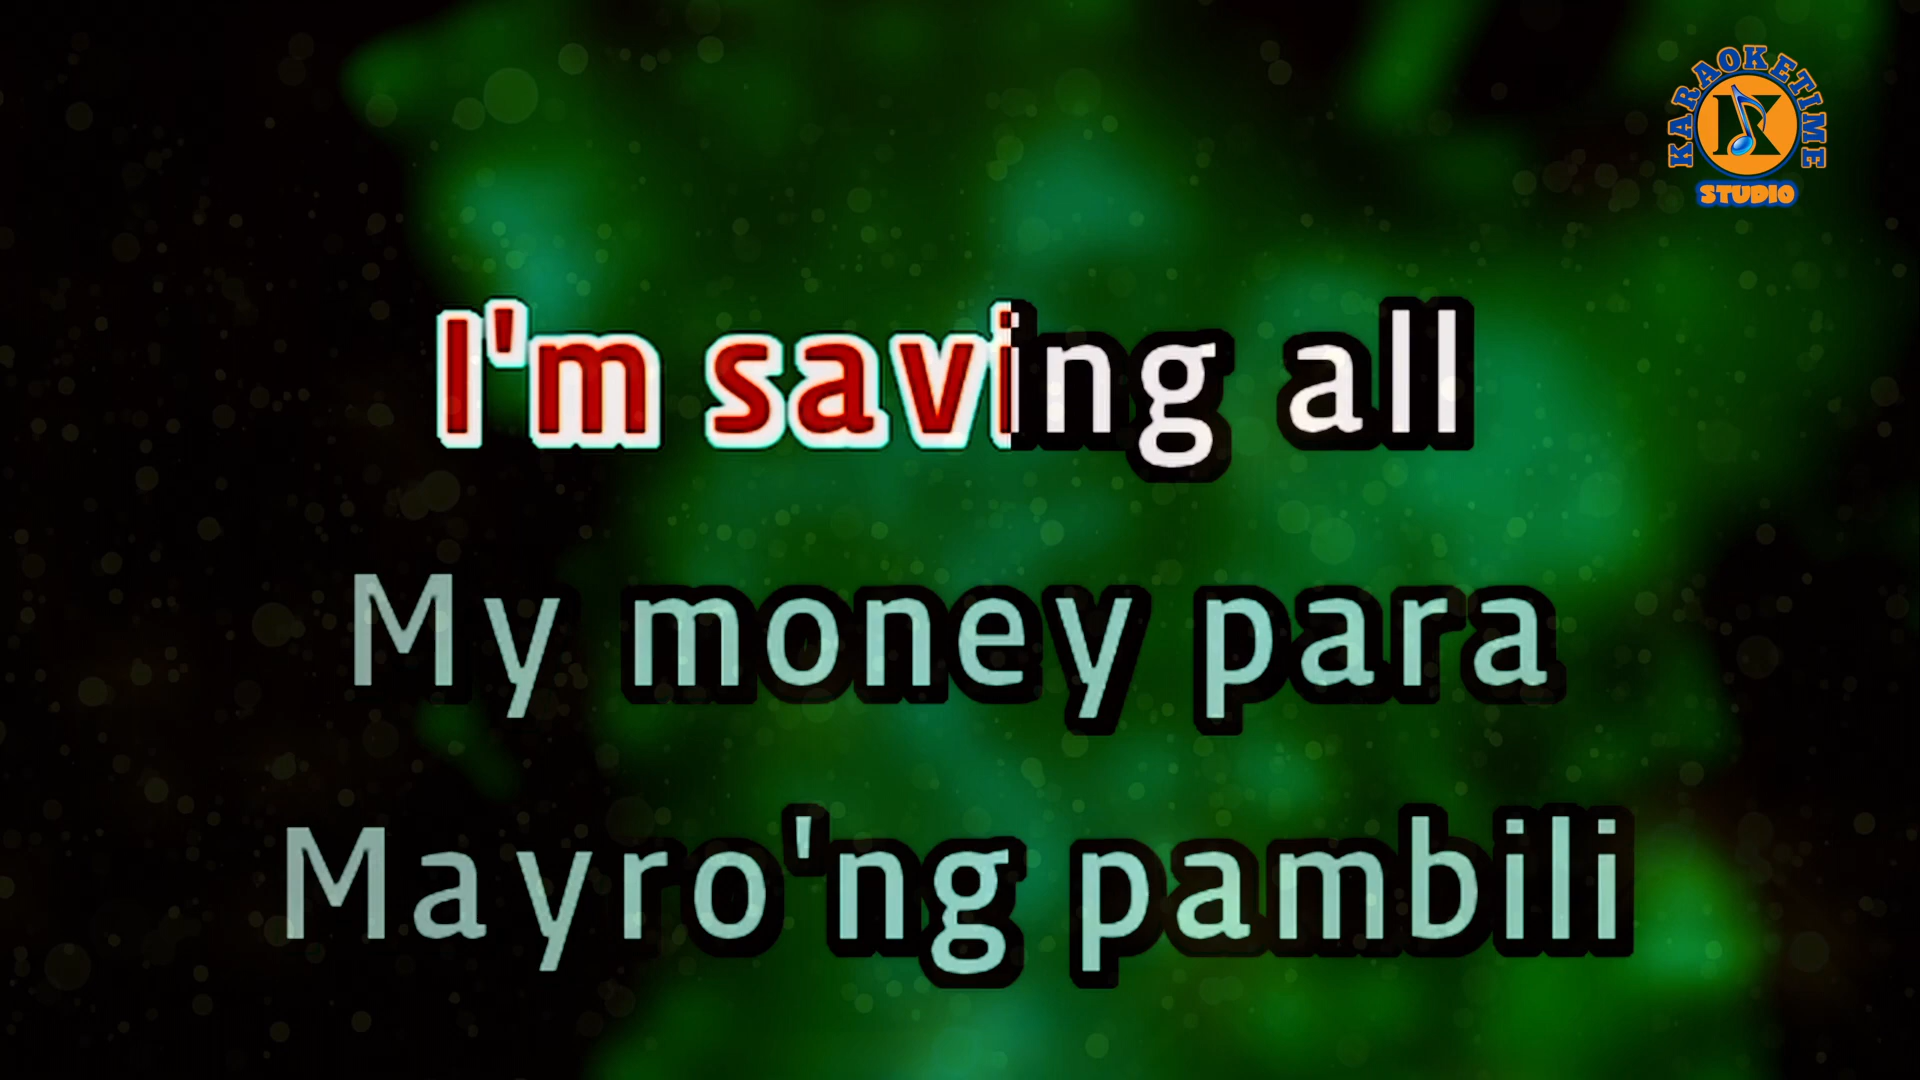 KARAOKETIME
K
STUDIO
I'm saving all
My money para
Mayro'ng pambili